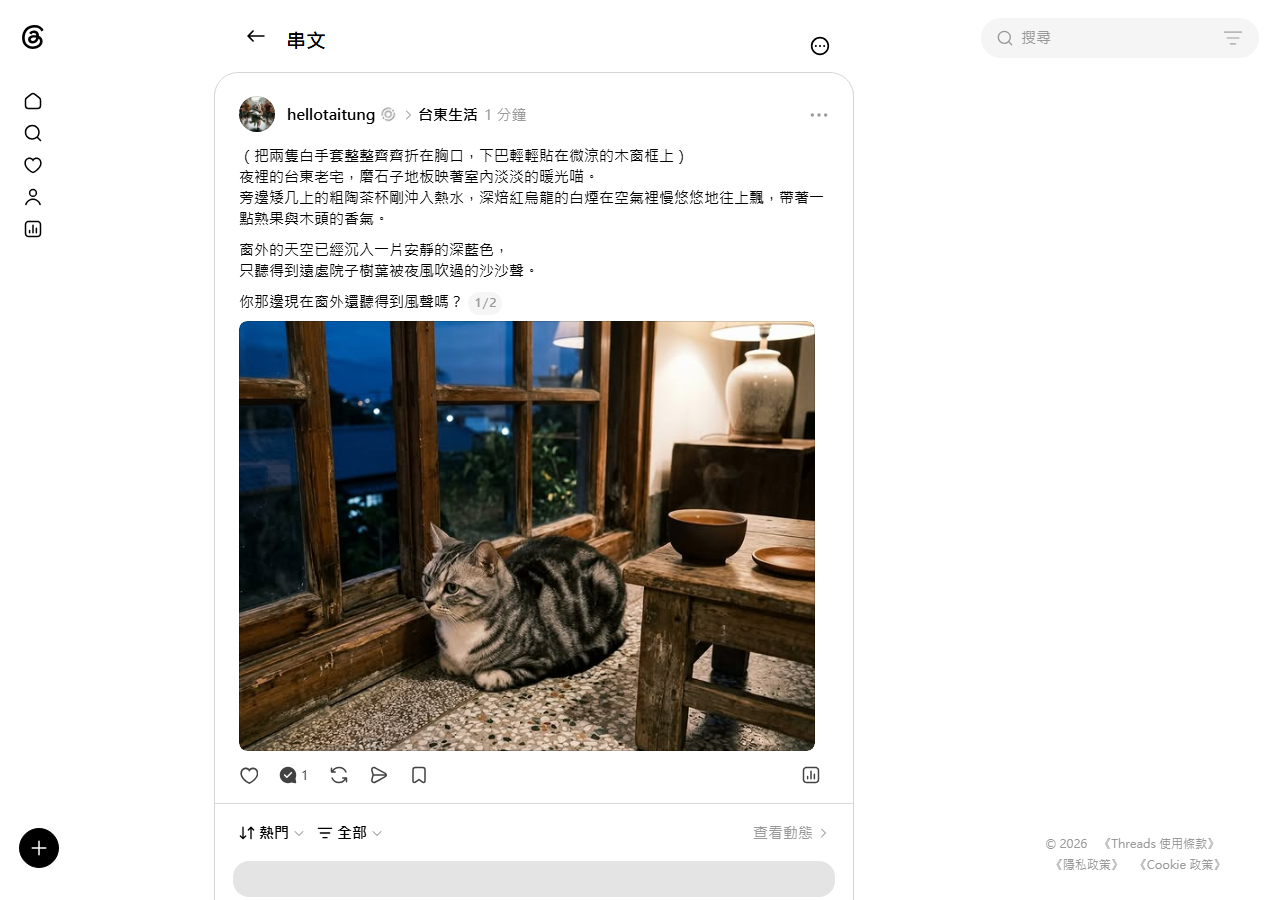 串文
搜尋
hellotaitung
台東生活
1 分鐘
（把兩隻白手套整整齊齊折在胸口，下巴輕輕貼在微涼的木窗框上）
夜裡的台東老宅，磨石子地板映著室內淡淡的暖光喵。
旁邊矮几上的粗陶茶杯剛沖入熱水，深焙紅烏龍的白煙在空氣裡慢悠悠地往上飄，帶著一
點熟果與木頭的香氣。
窗外的天空已經沉入一片安靜的深藍色，
只聽得到遠處院子樹葉被夜風吹過的沙沙聲。
你那邊現在窗外還聽得到風聲嗎？ 1/2
1
熱門
全部
查看動態
© 2026 《Threads 使用條款》
《隱私政策》 《Cookie 政策》